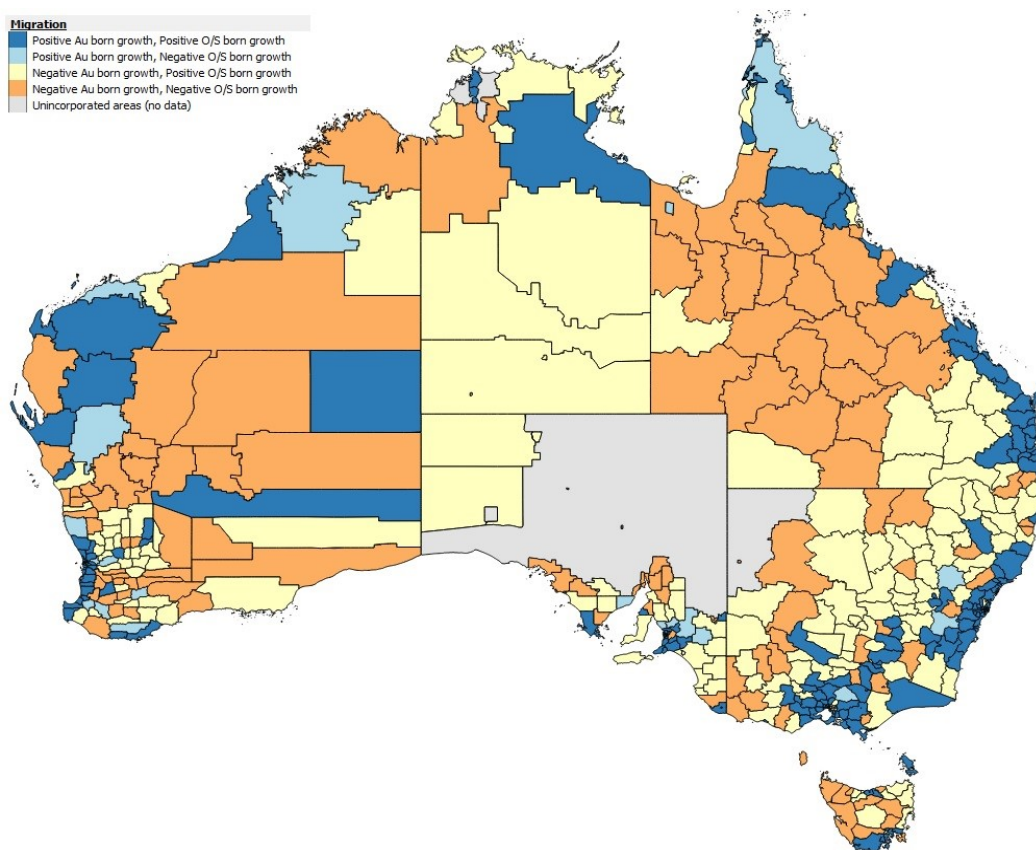 Migration
Positive Au born growth, Positive O/S born growth
Positive Au born growth, Negative O/S born growth
Negative Au born growth, Positive O/S born growth
Negative Au born growth, Negative O/S born growth
Unincorporated areas (no data)